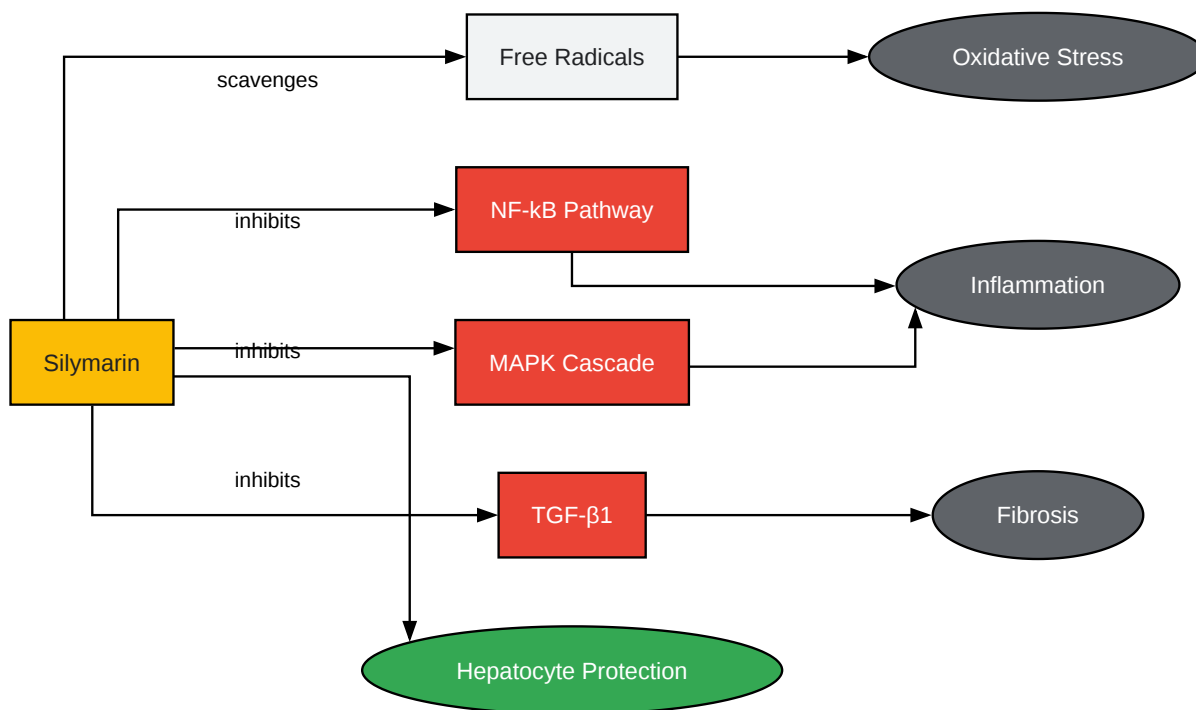 Free Radicals
Oxidative Stress
scavenges
NF-kB Pathway
inhibits
Inflammation
Silymarin
inhibits
MAPK Cascade
inhibits
TGF-β1
Fibrosis
Hepatocyte Protection